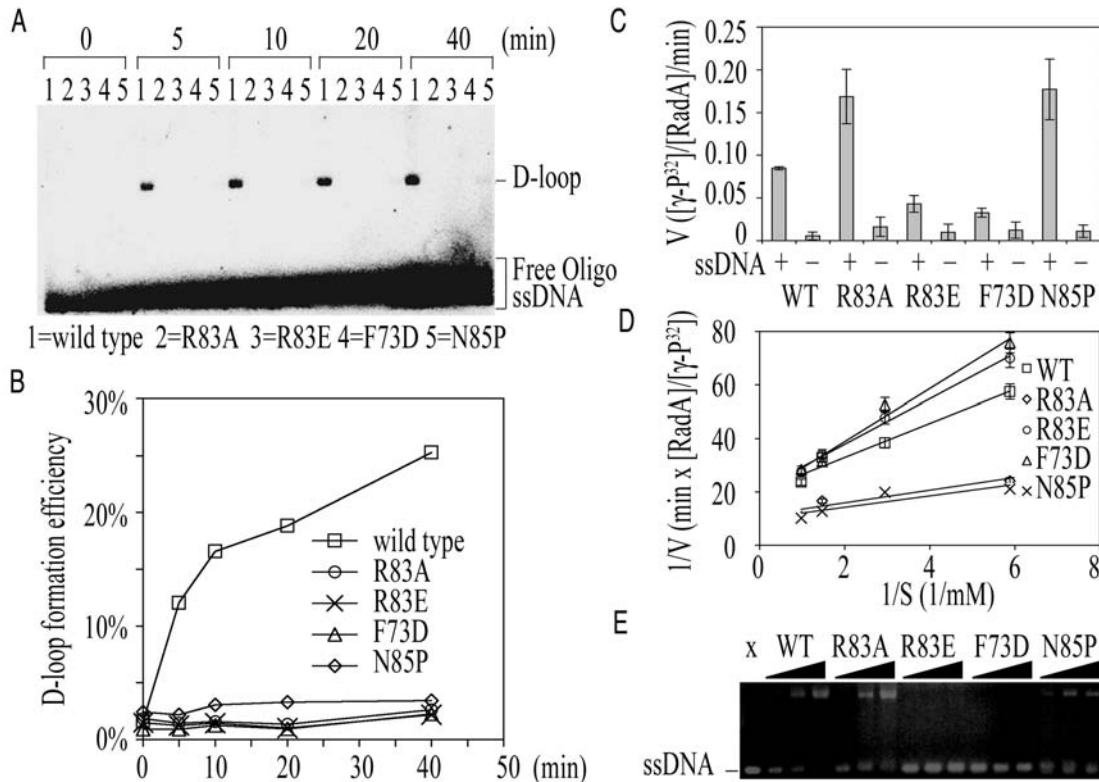 A
0 5 10 20 40 (min)
1 2 3 4 5 1 2 3 4 5 1 2 3 4 5 1 2 3 4 5 1 2 3 4 5
D-loop
Free Oligo
ssDNA
1=wild type 2=R83A 3=R83E 4=F73D 5=N85P
B
D-loop formation efficiency
30%
20%
10%
0%
wild type
R83A
R83E
F73D
N85P
0 10 20 30 40 50 (min)
C
V ([γ-P32]/[RadA]/min)
0.25
0.20
0.15
0.10
0.05
0
ssDNA + − + − + − + − + −
WT R83A R83E F73D N85P
D
1/V (min x [RadA]/[γ-P32])
80
60
40
20
0
WT
R83A
R83E
F73D
N85P
0 2 4 6 8
1/S (1/mM)
E
x WT R83A R83E F73D N85P
ssDNA